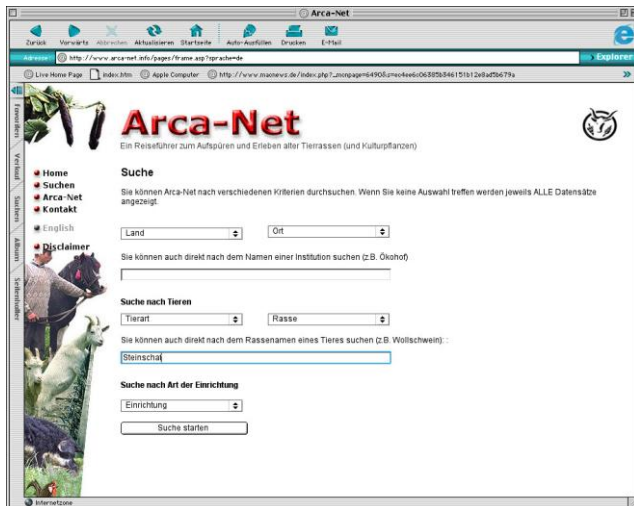 Arca-Net
Zurück Vorwärts Abbrechen Aktualisieren Startseite Auto-Ausfüllen Drucken E-Mail
Adresse http://www.arca-net.info/pages/frame.asp?sprache=de Explorer
Live Home Page index.htm Apple Computer
Favoriten
Verlauf
Suchen
Album
Seitenhalter
Arca-Net
Ein Reiseführer zum Aufspüren und Erleben alter Tierrassen (und Kulturpflanzen)
Home
Suchen
Arca-Net
Kontakt
English
Disclaimer
Suche
Sie können Arca-Net nach verschiedenen Kriterien durchsuchen. Wenn Sie keine Auswahl treffen werden jeweils ALLE Datensätze
angezeigt.
Land Ort
Sie können auch direkt nach dem Namen einer Institution suchen (z.B. Ökohof)
Suche nach Tieren
Tierart Rasse
Sie können auch direkt nach dem Rassenamen eines Tieres suchen (z.B. Wollschwein): :
Steinschaf
Suche nach Art der Einrichtung
Einrichtung
Suche starten
Internetzone